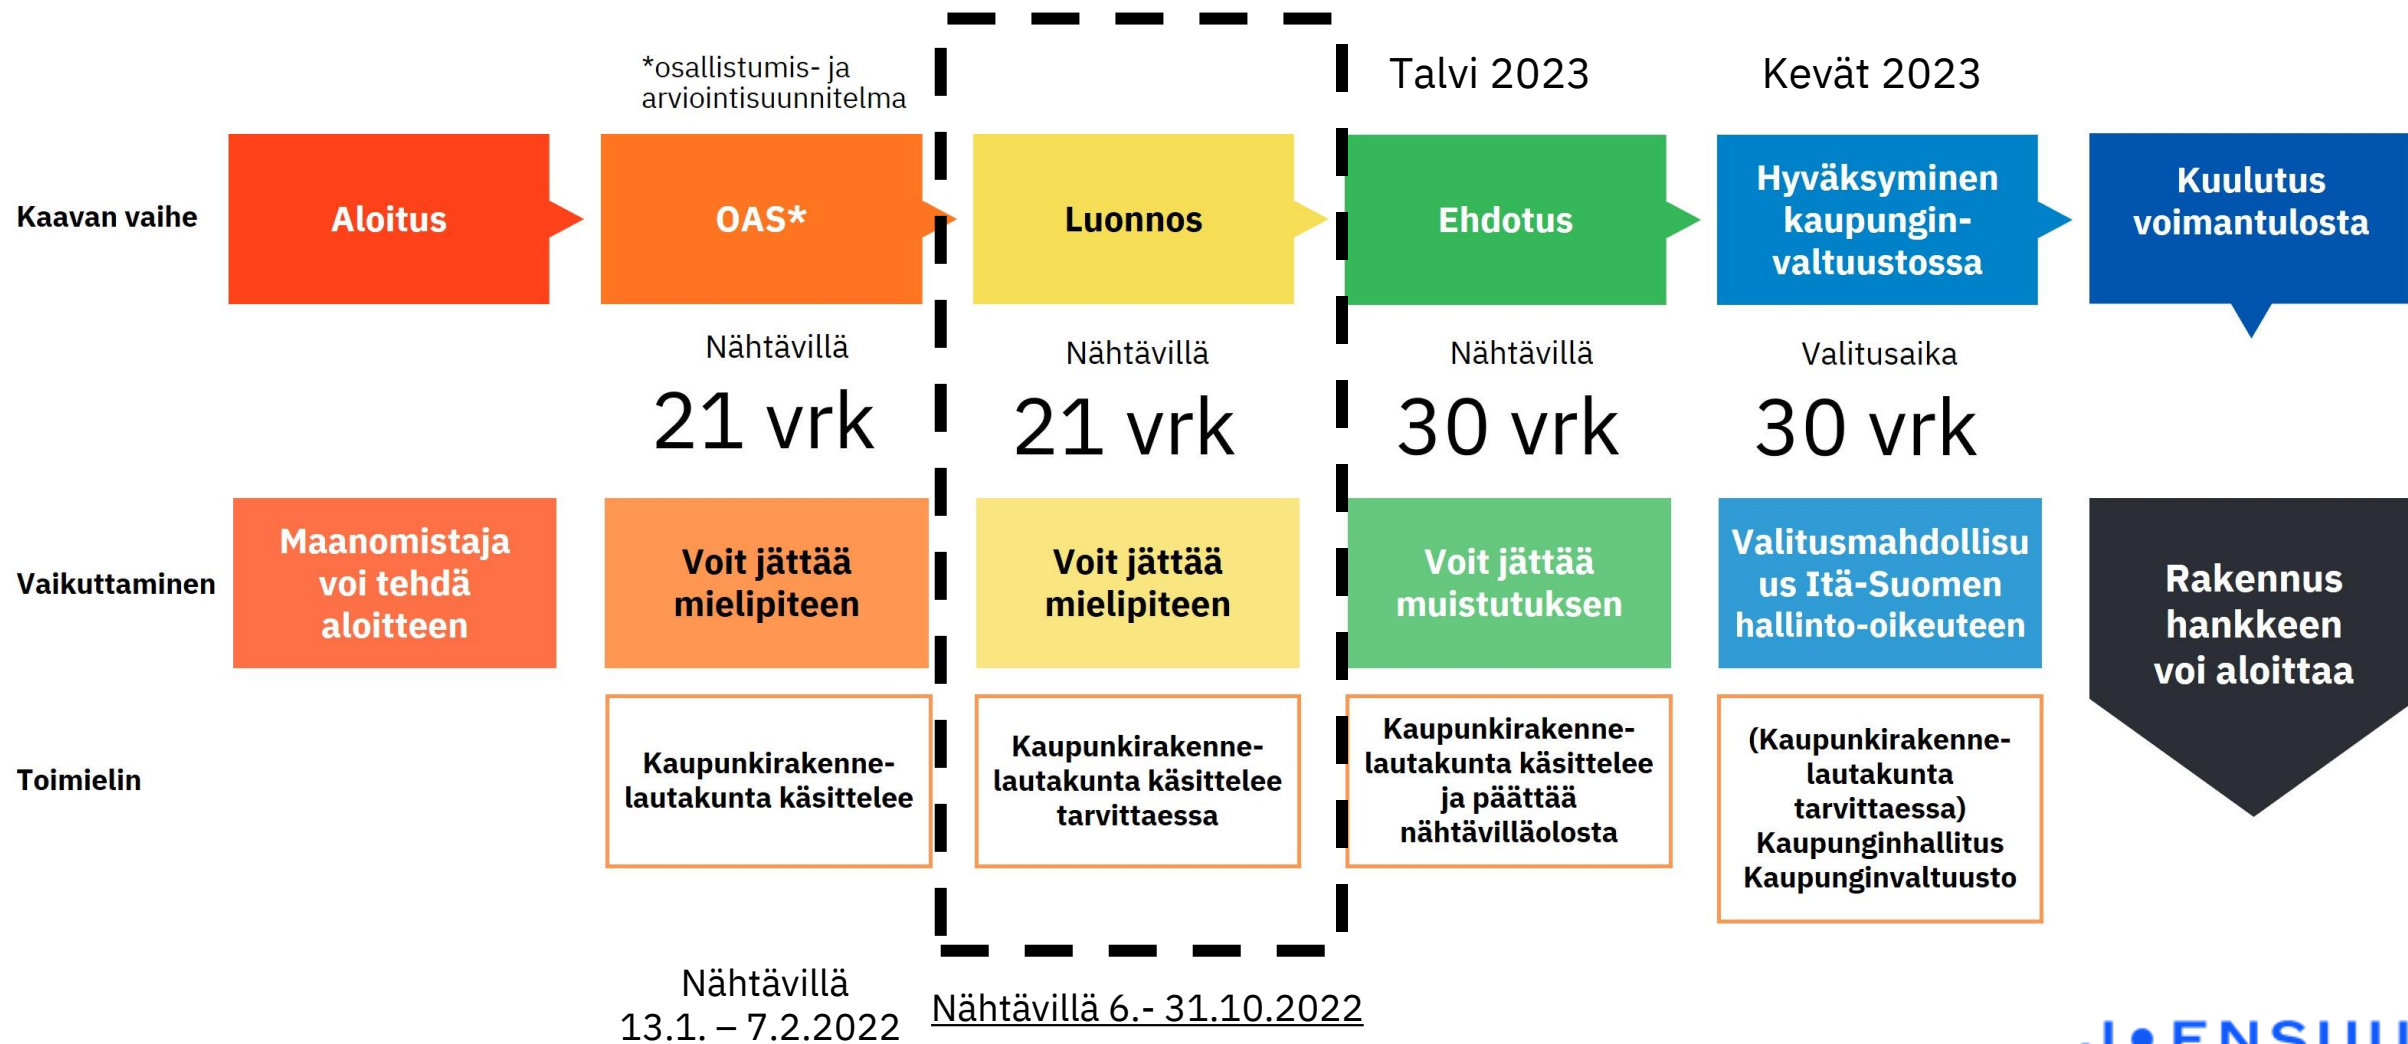 *osallistumis- ja
arviointisuunnitelma
Talvi 2023
Kevät 2023
Kaavan vaihe
Aloitus
OAS*
Luonnos
Ehdotus
Hyväksyminen
kaupungin-
valtuustossa
Kuulutus
voimantulosta
Nähtävillä
21 vrk
Nähtävillä
21 vrk
Nähtävillä
30 vrk
Valitusaika
30 vrk
Vaikuttaminen
Maanomistaja
voi tehdä
aloitteen
Voit jättää
mielipiteen
Voit jättää
mielipiteen
Voit jättää
muistutuksen
Valitusmahdollisu
us Itä-Suomen
hallinto-oikeuteen
Rakennus
hankkeen
voi aloittaa
Toimielin
Kaupunkirakenne-
lautakunta käsittelee
Kaupunkirakenne-
lautakunta käsittelee
tarvittaessa
Kaupunkirakenne-
lautakunta käsittelee
ja päättää
nähtävilläolosta
(Kaupunkirakenne-
lautakunta
tarvittaessa)
Kaupunginhallitus
Kaupunginvaltuusto
Nähtävillä
13.1. – 7.2.2022
Nähtävillä 6.- 31.10.2022
JOENSUU